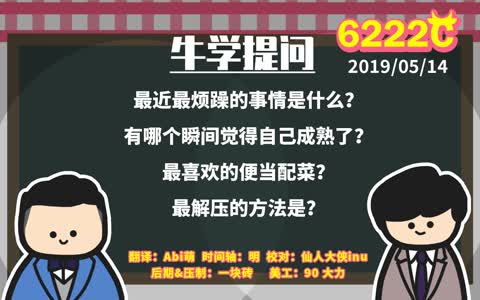 牛学提问
6222℃
2019/05/14
最近最烦躁的事情是什么？
有哪个瞬间觉得自己成熟了？
最喜欢的便当配菜？
最解压的方法是？
翻译：Abi萌 时间轴：明 校对：仙人大侠inu
后期&压制：一块砖 美工：90 大力